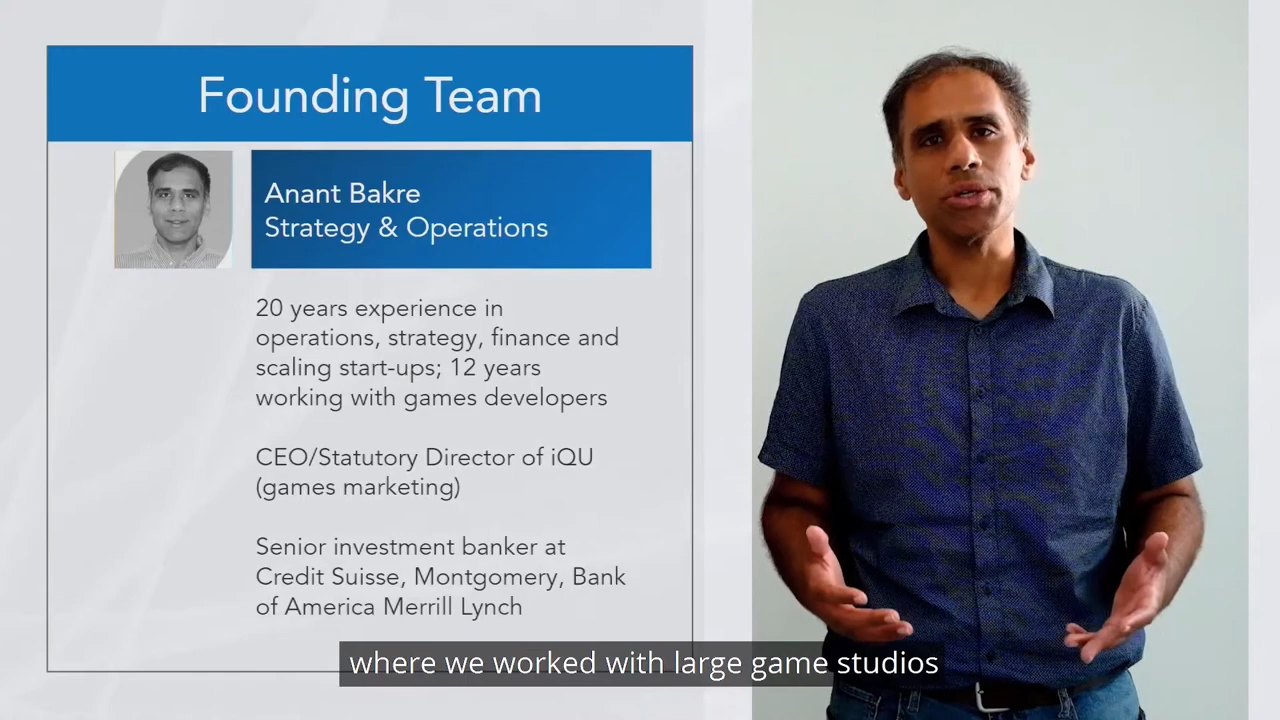 Founding Team
Anant Bakre
Strategy & Operations
20 years experience in
operations, strategy, finance and
scaling start-ups; 12 years
working with games developers
CEO/Statutory Director of iQU
(games marketing)
Senior investment banker at
Credit Suisse, Montgomery, Bank
of America Merrill Lynch
where we worked with large game studios